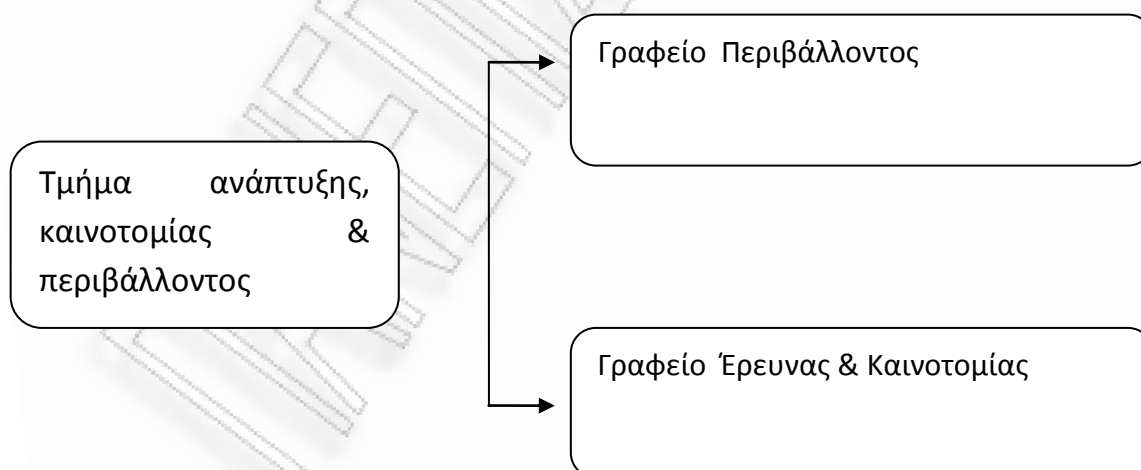 Γραφείο Περιβάλλοντος
Τμήμα ανάπτυξης,
καινοτομίας &
περιβάλλοντος
Γραφείο Έρευνας & Καινοτομίας